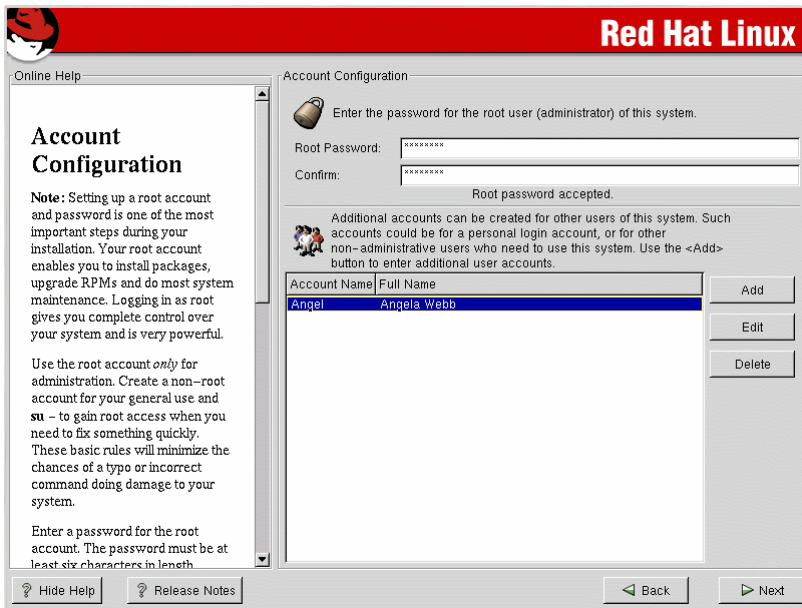 Red Hat Linux
Online Help
Account
Configuration
Note: Setting up a root account
and password is one of the most
important steps during your
installation. Your root account
enables you to install packages,
upgrade RPMs and do most system
maintenance. Logging in as root
gives you complete control over
your system and is very powerful.
Use the root account only for
administration. Create a non-root
account for your general use and
su - to gain root access when you
need to fix something quickly.
These basic rules will minimize the
chances of a typo or incorrect
command doing damage to your
system.
Enter a password for the root
account. The password must be at
least six characters in length
Account Configuration
Enter the password for the root user (administrator) of this system.
Root Password: ********
Confirm: ********
Root password accepted.
Additional accounts can be created for other users of this system. Such
accounts could be for a personal login account, or for other
non-administrative users who need to use this system. Use the <Add>
button to enter additional user accounts.
Account Name Full Name
Angel Angela Webb
Add
Edit
Delete
Hide Help
Release Notes
Back
Next